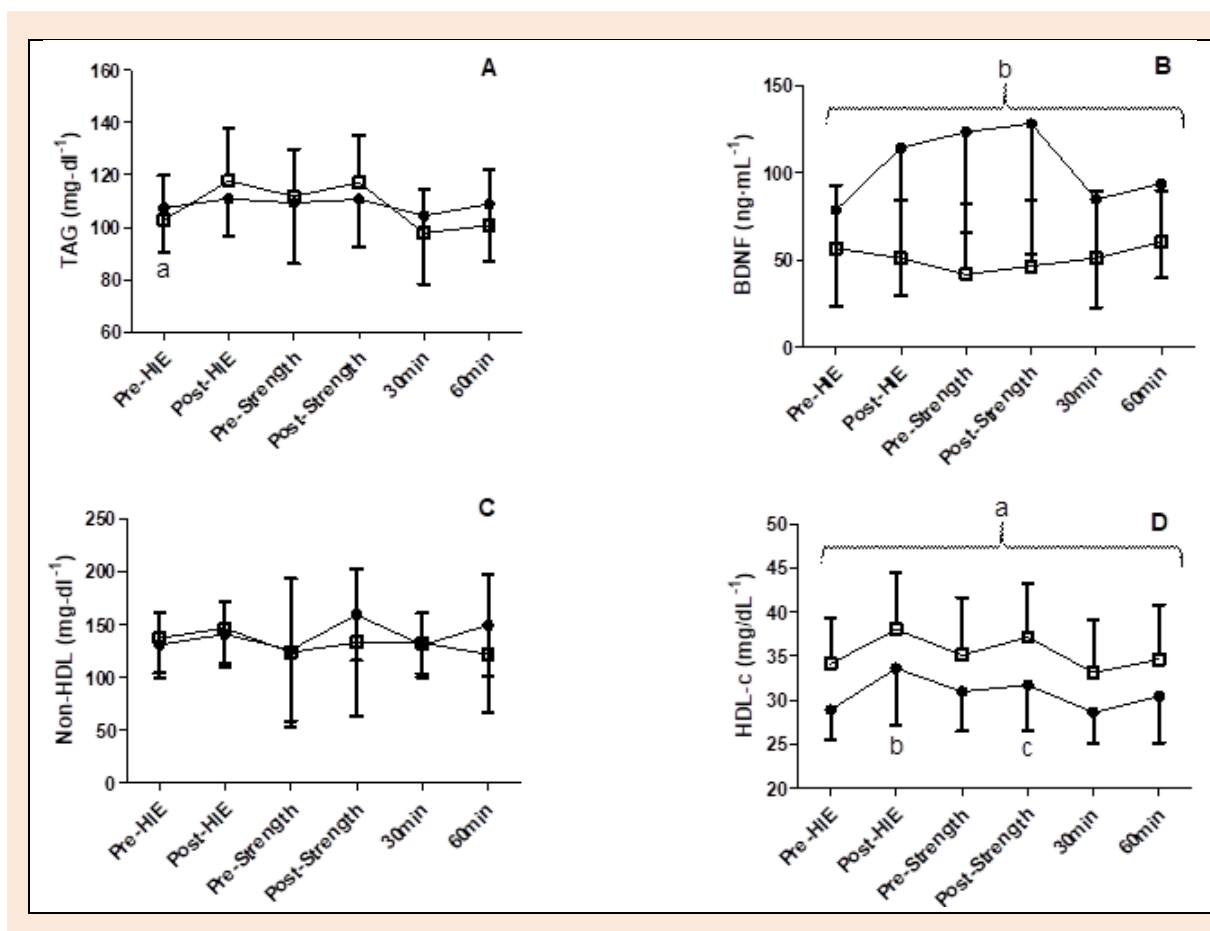 A
TAG (mg-dl⁻¹)
160
140
120
100
80
60
a
Pre-HIE
Post-HIE
Pre-Strength
Post-Strength
30min
60min
B
b
BDNF (ng·mL⁻¹)
150
100
50
0
Pre-HIE
Post-HIE
Pre-Strength
Post-Strength
30min
60min
C
Non-HDL (mg-dl⁻¹)
250
200
150
100
50
0
Pre-HIE
Post-HIE
Pre-Strength
Post-Strength
30min
60min
D
a
HDL-c (mg/dL⁻¹)
50
45
40
35
30
25
20
b
c
Pre-HIE
Post-HIE
Pre-Strength
Post-Strength
30min
60min